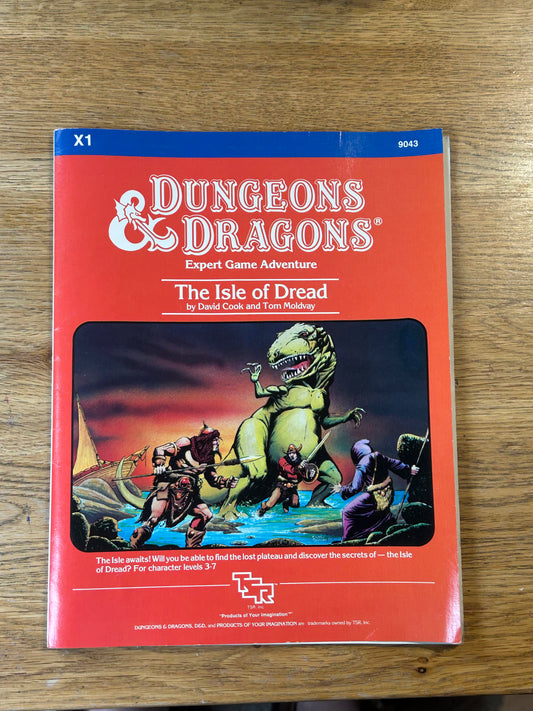 X1
9043
DUNGEONS
& DRAGONS®
Expert Game Adventure
The Isle of Dread
by David Cook and Tom Moldvay
The Isle awaits! Will you be able to find the lost plateau and discover the secrets of — the Isle
of Dread? For character levels 3-7
TSR™
TSR, Inc.
"Products of Your Imagination"™
DUNGEONS & DRAGONS, D&D, and PRODUCTS OF YOUR IMAGINATION are trademarks owned by TSR, Inc.